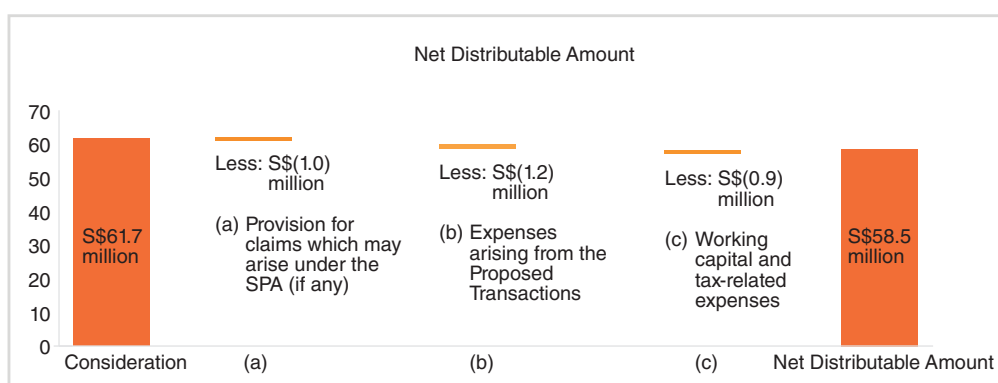 Net Distributable Amount
70
60
50
40
30
20
10
0
S$61.7
million
Less: S$(1.0)
million
(a) Provision for
claims which may
arise under the
SPA (if any)
Less: S$(1.2)
million
(b) Expenses
arising from the
Proposed
Transactions
Less: S$(0.9)
million
(c) Working
capital and
tax-related
expenses
S$58.5
million
Consideration
(a)
(b)
(c)
Net Distributable Amount